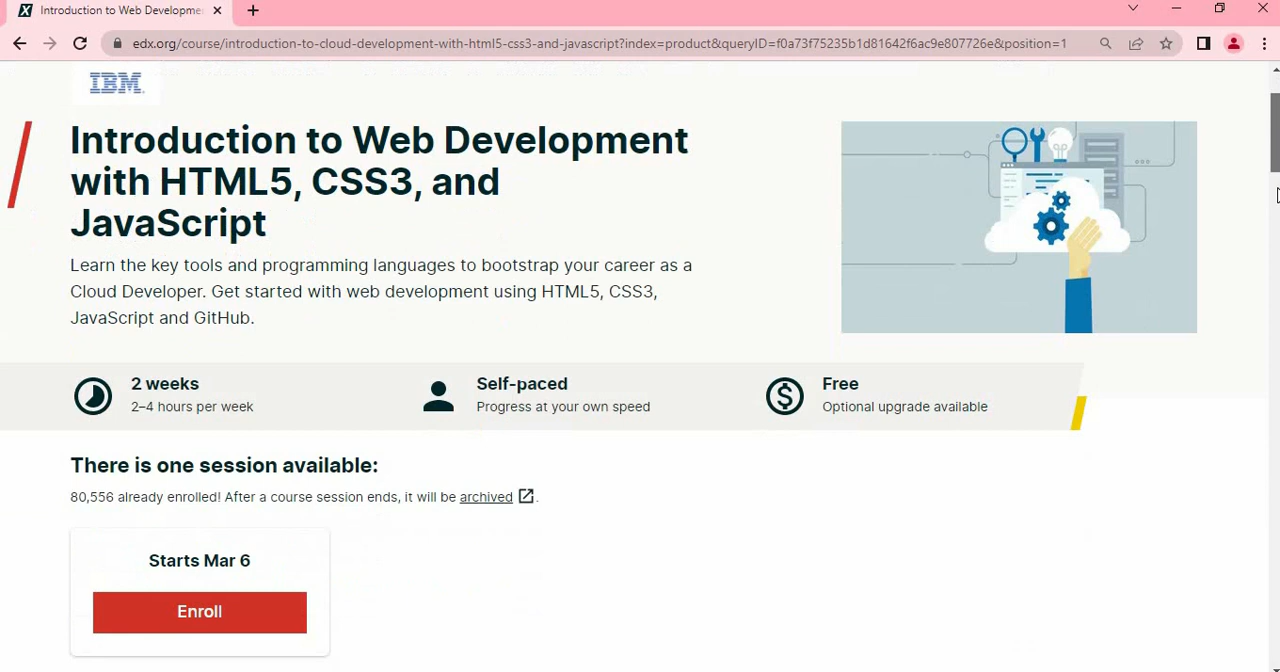 Introduction to Web Developme
edx.org/course/introduction-to-cloud-development-with-html5-css3-and-javascript?index=product&queryID=f0a73f75235b1d81642f6ac9e807726e&position=1
IBM
Introduction to Web Development
with HTML5, CSS3, and
JavaScript
Learn the key tools and programming languages to bootstrap your career as a
Cloud Developer. Get started with web development using HTML5, CSS3,
JavaScript and GitHub.
2 weeks
2–4 hours per week
Self-paced
Progress at your own speed
Free
Optional upgrade available
There is one session available:
80,556 already enrolled! After a course session ends, it will be archived.
Starts Mar 6
Enroll